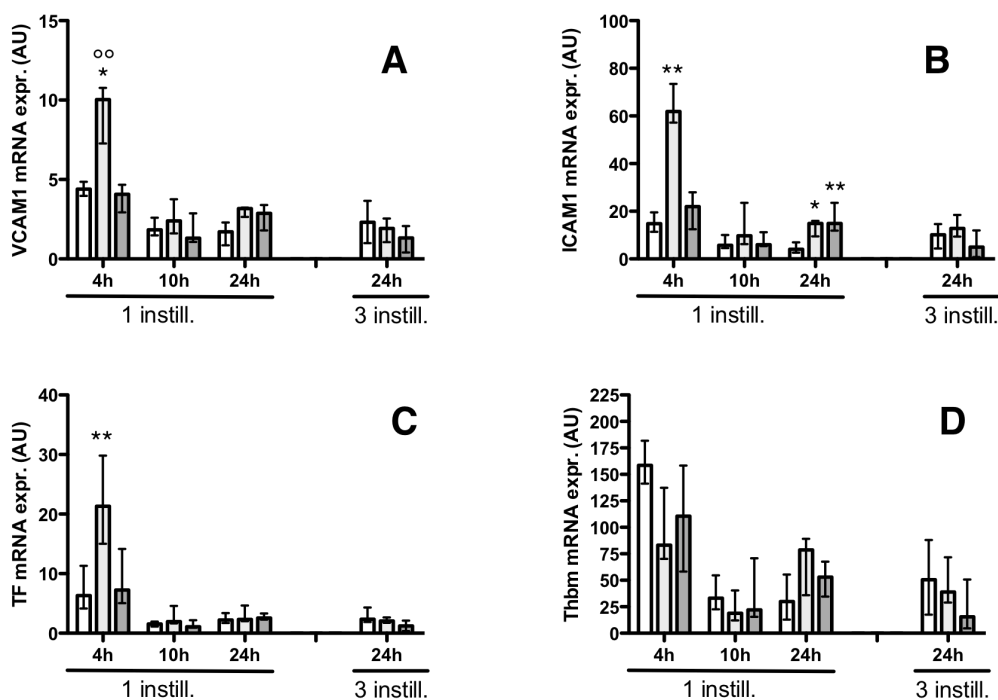 VCAM1 mRNA expr. (AU)
15
10
5
0
°°
*
A
4h 10h 24h 24h
1 instill. 3 instill.
ICAM1 mRNA expr. (AU)
100
80
60
40
20
0
**
*
**
B
4h 10h 24h 24h
1 instill. 3 instill.
TF mRNA expr. (AU)
40
30
20
10
0
**
C
4h 10h 24h 24h
1 instill. 3 instill.
Thbm mRNA expr. (AU)
225
200
175
150
125
100
75
50
25
0
D
4h 10h 24h 24h
1 instill. 3 instill.